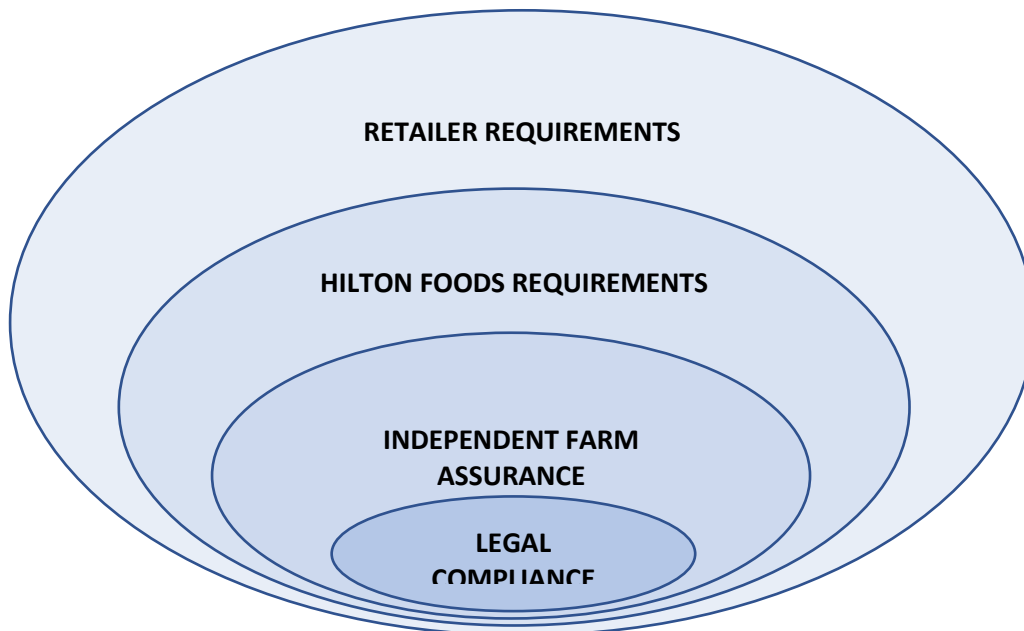 RETAILER REQUIREMENTS
HILTON FOODS REQUIREMENTS
INDEPENDENT FARM
ASSURANCE
LEGAL
COMPLIANCE